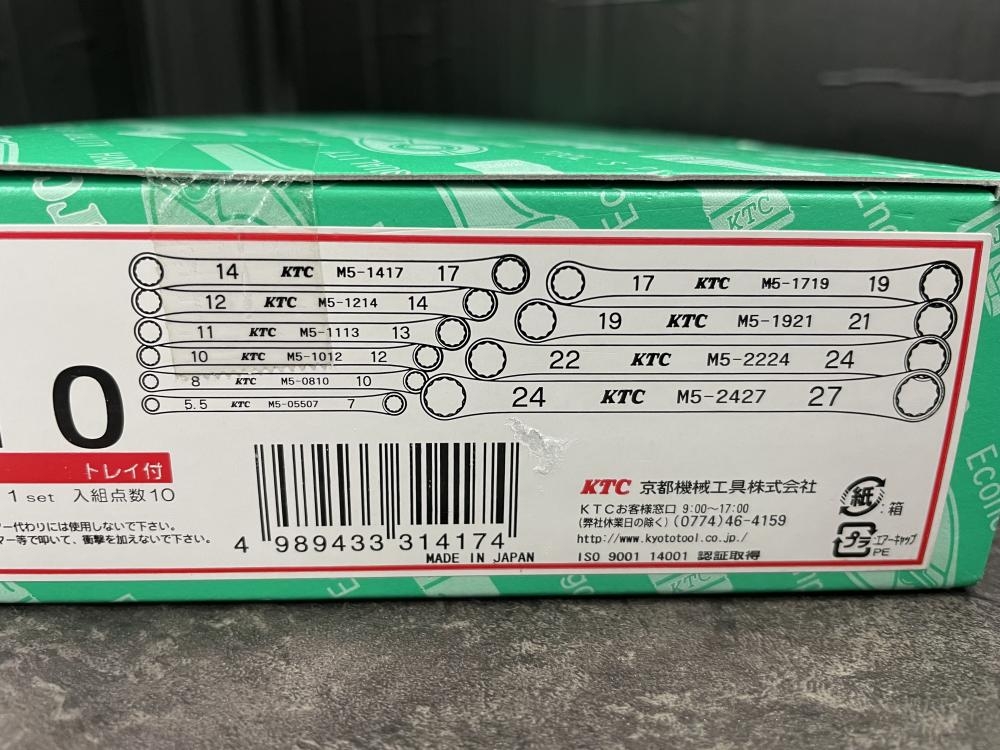 14 KTC M5-1417 17
12 KTC M5-1214 14
11 KTC M5-1113 13
10 KTC M5-1012 12
8 KTC M5-0810 10
5.5 KTC M5-05507 7
17 KTC M5-1719 19
19 KTC M5-1921 21
22 KTC M5-2224 24
24 KTC M5-2427 27
0
トレイ付
1 set 入組点数10
ー代わりには使用しないで下さい。
マー等で叩いて、衝撃を加えないで下さい。
4 989433 314174
MADE IN JAPAN
KTC 京都機械工具株式会社
KTCお客様窓口 9:00～17:00
(弊社休業日の除く) (0774)46-4159
http://www.kyototool.co.jp/
ISO 9001 14001 認証取得
紙 :箱
プラ :エアーキャップ
PE
KTC
KTC
Econo